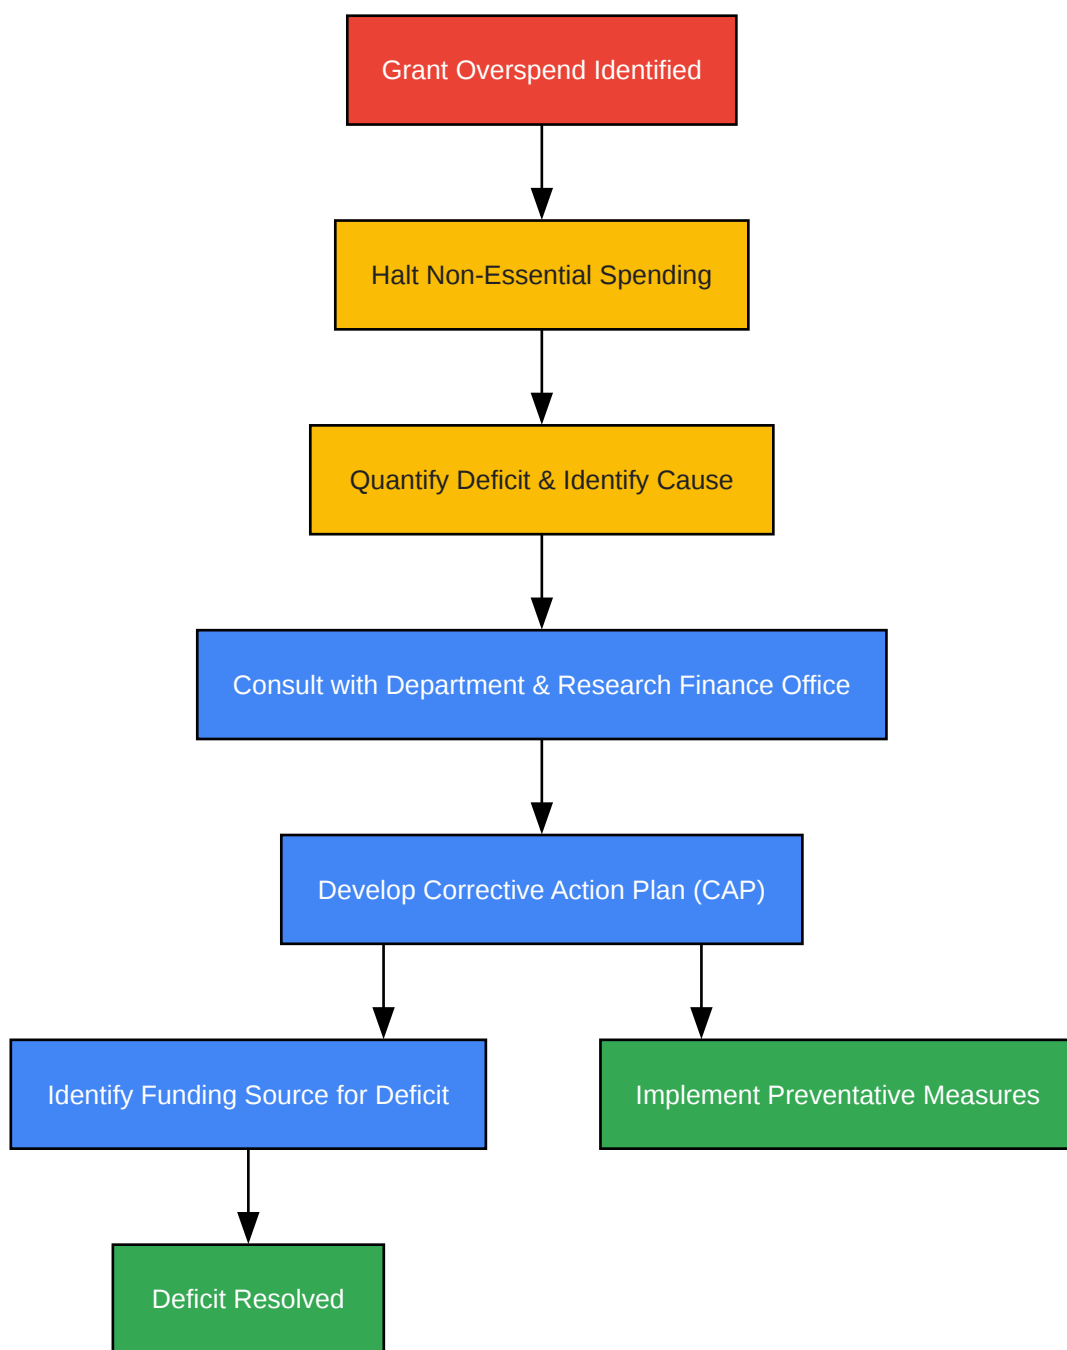 Grant Overspend Identified
Halt Non-Essential Spending
Quantify Deficit & Identify Cause
Consult with Department & Research Finance Office
Develop Corrective Action Plan (CAP)
Identify Funding Source for Deficit
Implement Preventative Measures
Deficit Resolved